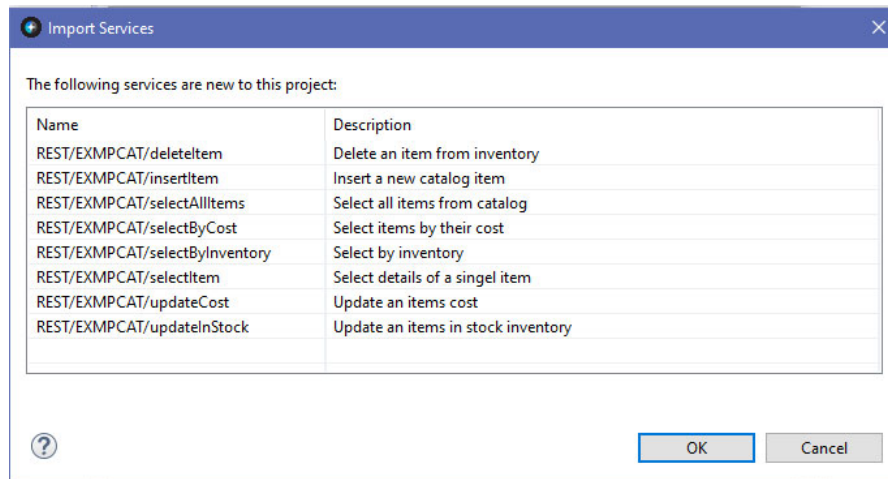 Import Services
The following services are new to this project:
Name Description
REST/EXMPCAT/deleteItem Delete an item from inventory
REST/EXMPCAT/insertItem Insert a new catalog item
REST/EXMPCAT/selectAllItems Select all items from catalog
REST/EXMPCAT/selectByCost Select items by their cost
REST/EXMPCAT/selectByInventory Select by inventory
REST/EXMPCAT/selectItem Select details of a singel item
REST/EXMPCAT/updateCost Update an items cost
REST/EXMPCAT/updateInStock Update an items in stock inventory
? OK Cancel